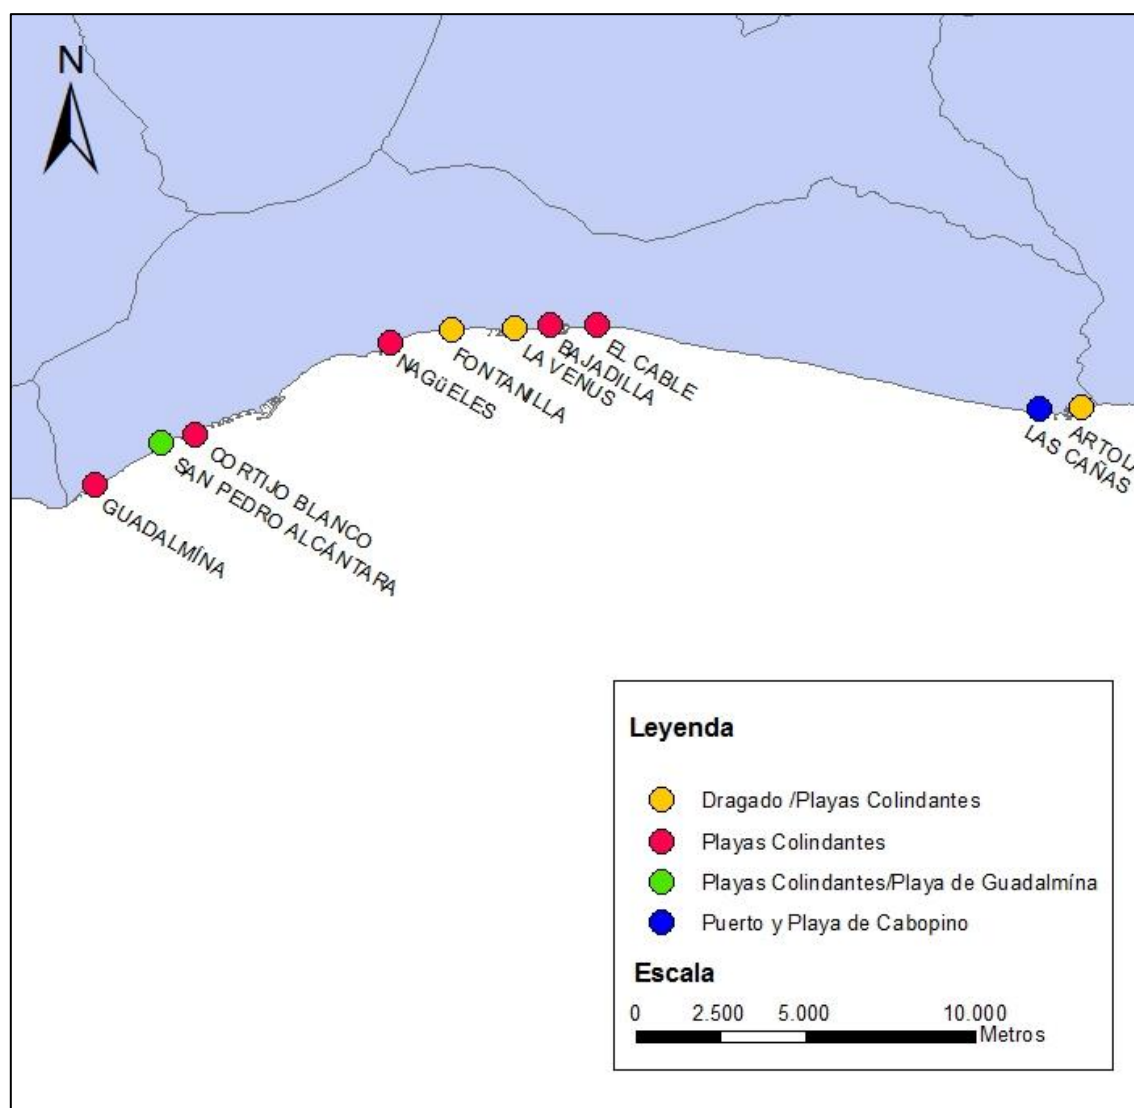 N
NAGüELES
FONTANILLA
LA VENUS
BAJADILLA
EL CABLE
LAS CAÑAS
ARTOLA
CORTIJO BLANCO
SAN PEDRO ALCÁNTARA
GUADALMÍNA
Leyenda
Dragado /Playas Colindantes
Playas Colindantes
Playas Colindantes/Playa de Guadalmína
Puerto y Playa de Cabopino
Escala
0 2.500 5.000 10.000
Metros